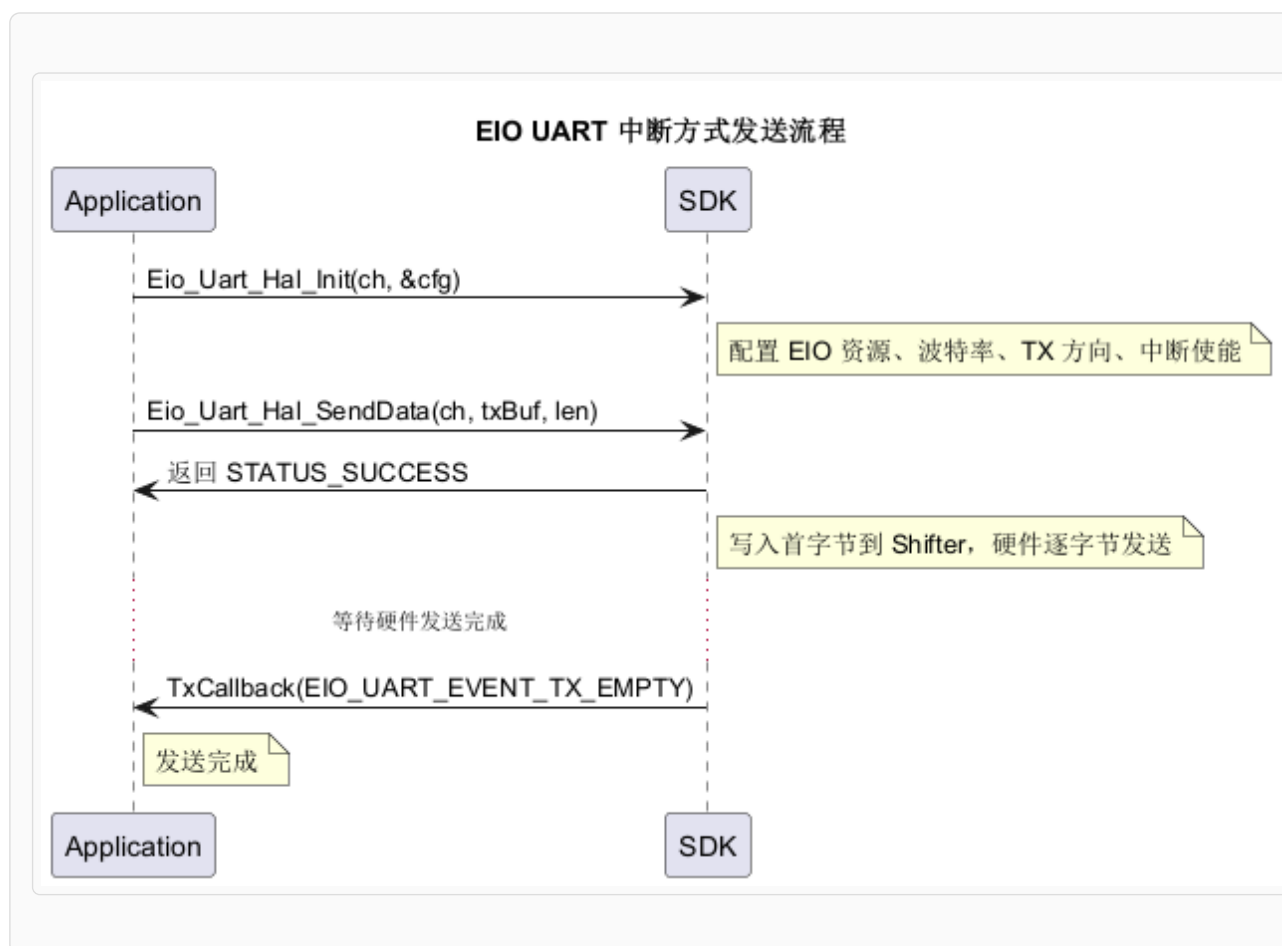 EIO UART 中断方式发送流程
Application
SDK
Eio_Uart_Hal_Init(ch, &cfg)
配置 EIO 资源、波特率、TX 方向、中断使能
Eio_Uart_Hal_SendData(ch, txBuf, len)
返回 STATUS_SUCCESS
写入首字节到 Shifter，硬件逐字节发送
等待硬件发送完成
TxCallback(EIO_UART_EVENT_TX_EMPTY)
发送完成
Application
SDK